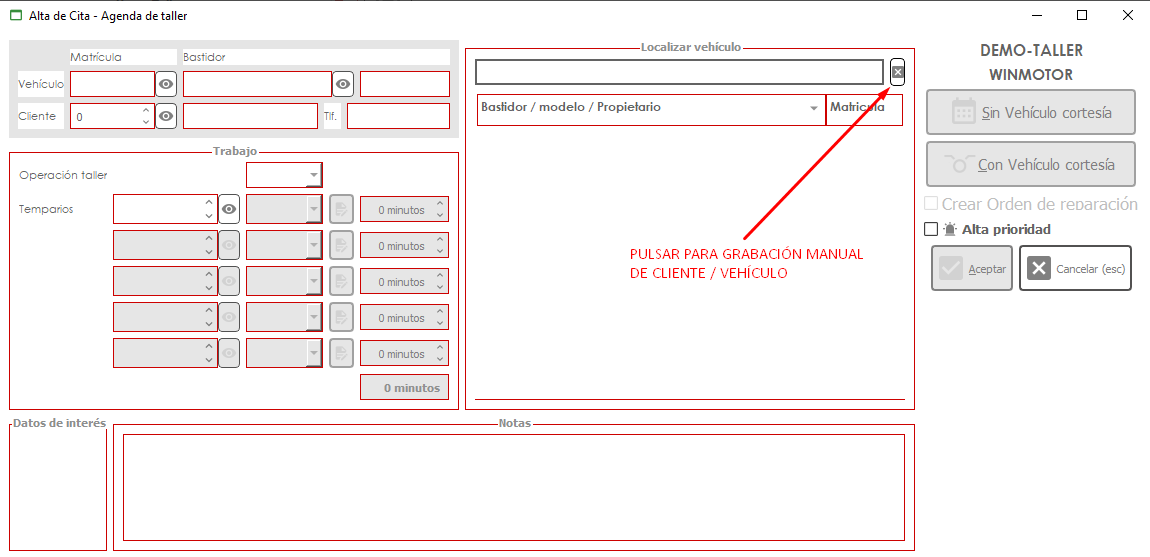 Alta de Cita - Agenda de taller
Matrícula
Bastidor
Vehículo
Cliente
0
Tlf.
Trabajo
Operación taller
Temparios
0 minutos
0 minutos
0 minutos
0 minutos
0 minutos
0 minutos
Localizar vehículo
Bastidor / modelo / Propietario
Matricula
PULSAR PARA GRABACIÓN MANUAL
DE CLIENTE / VEHÍCULO
DEMO-TALLER
WINMOTOR
Sin Vehículo cortesía
Con Vehículo cortesía
Crear Orden de reparación
Alta prioridad
Aceptar
Cancelar (esc)
Datos de interés
Notas